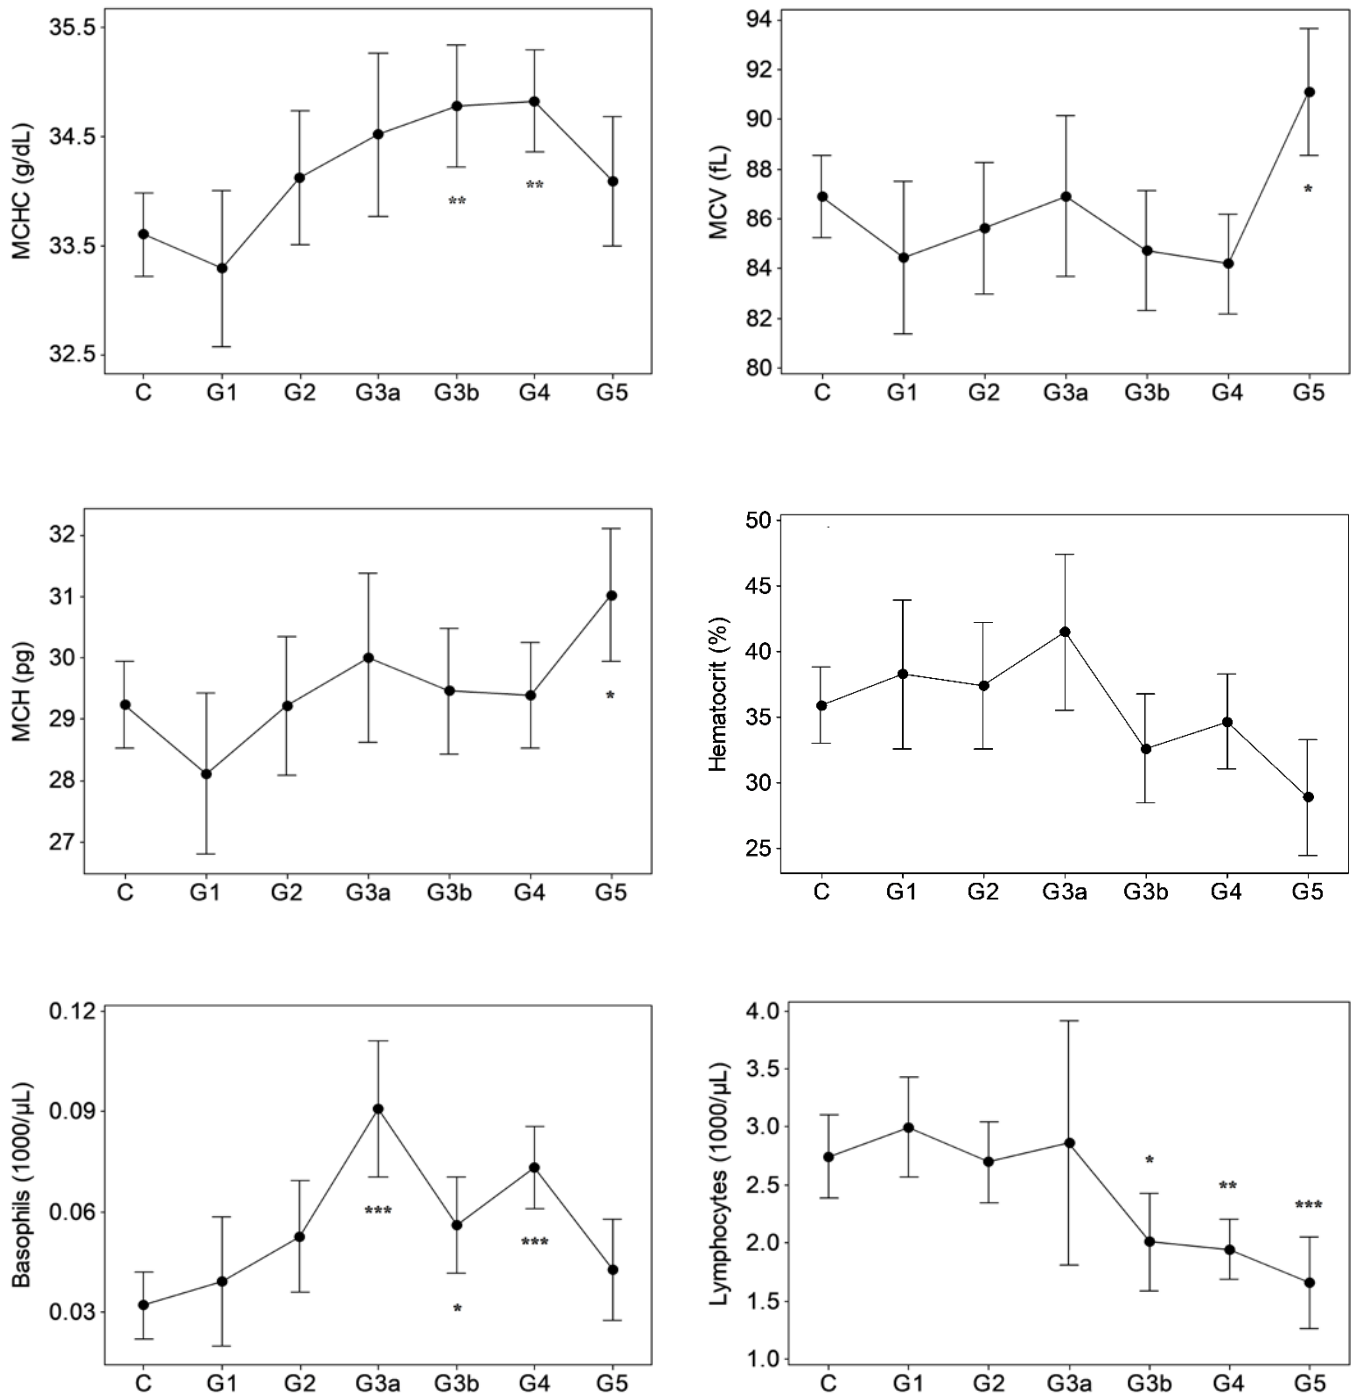 MCHC (g/dL)
35.5
34.5
33.5
32.5
** **
C G1 G2 G3a G3b G4 G5
MCV (fL)
94
92
90
88
86
84
82
80
*
C G1 G2 G3a G3b G4 G5
MCH (pg)
32
31
30
29
28
27
*
C G1 G2 G3a G3b G4 G5
Hematocrit (%)
50
45
40
35
30
25
C G1 G2 G3a G3b G4 G5
Basophils (1000/µL)
0.12
0.09
0.06
0.03
*** * ***
C G1 G2 G3a G3b G4 G5
Lymphocytes (1000/µL)
4.0
3.5
3.0
2.5
2.0
1.5
1.0
* ** ***
C G1 G2 G3a G3b G4 G5